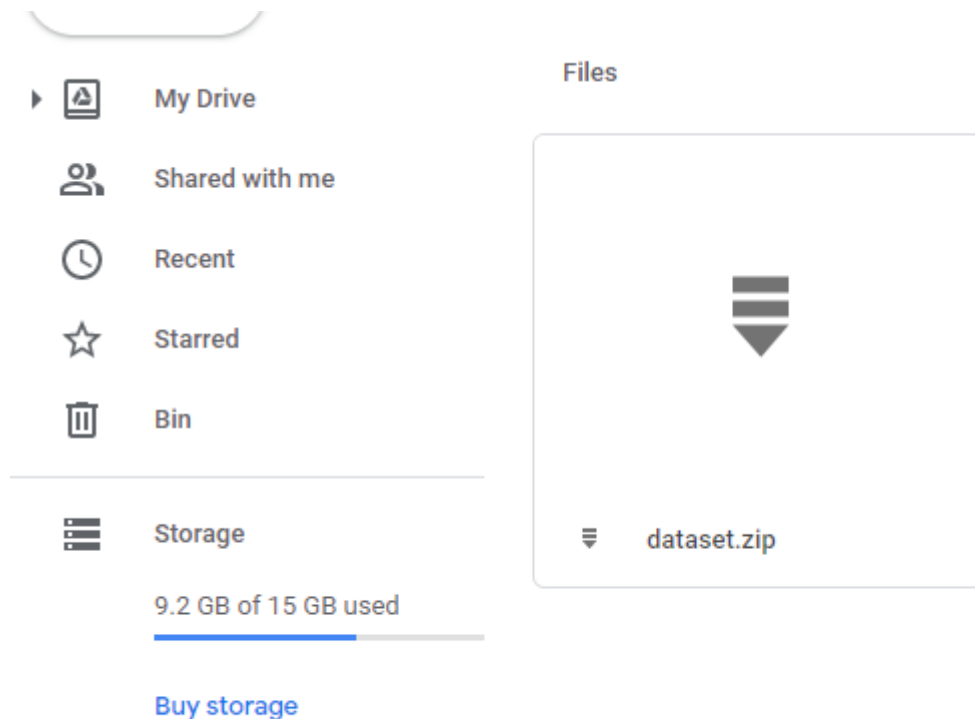 My Drive
Shared with me
Recent
Starred
Bin
Storage
9.2 GB of 15 GB used
Buy storage
Files
dataset.zip